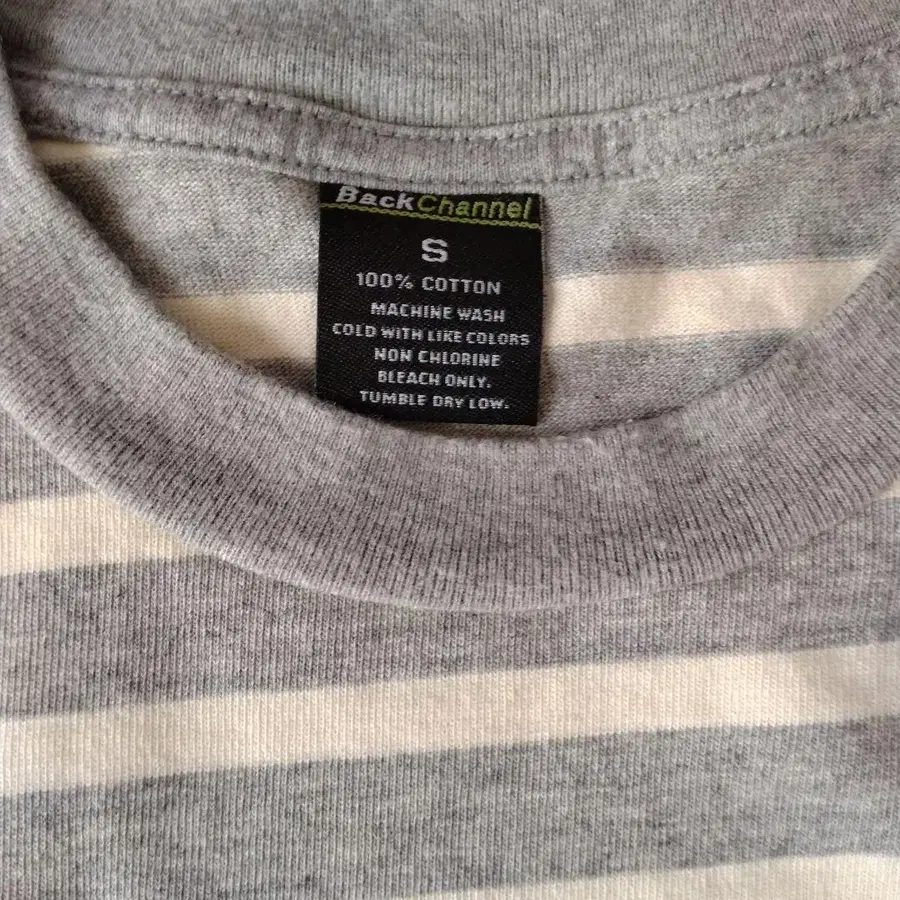 BackChannel
S
100% COTTON
MACHINE WASH
COLD WITH LIKE COLORS
NON CHLORINE
BLEACH ONLY.
TUMBLE DRY LOW.